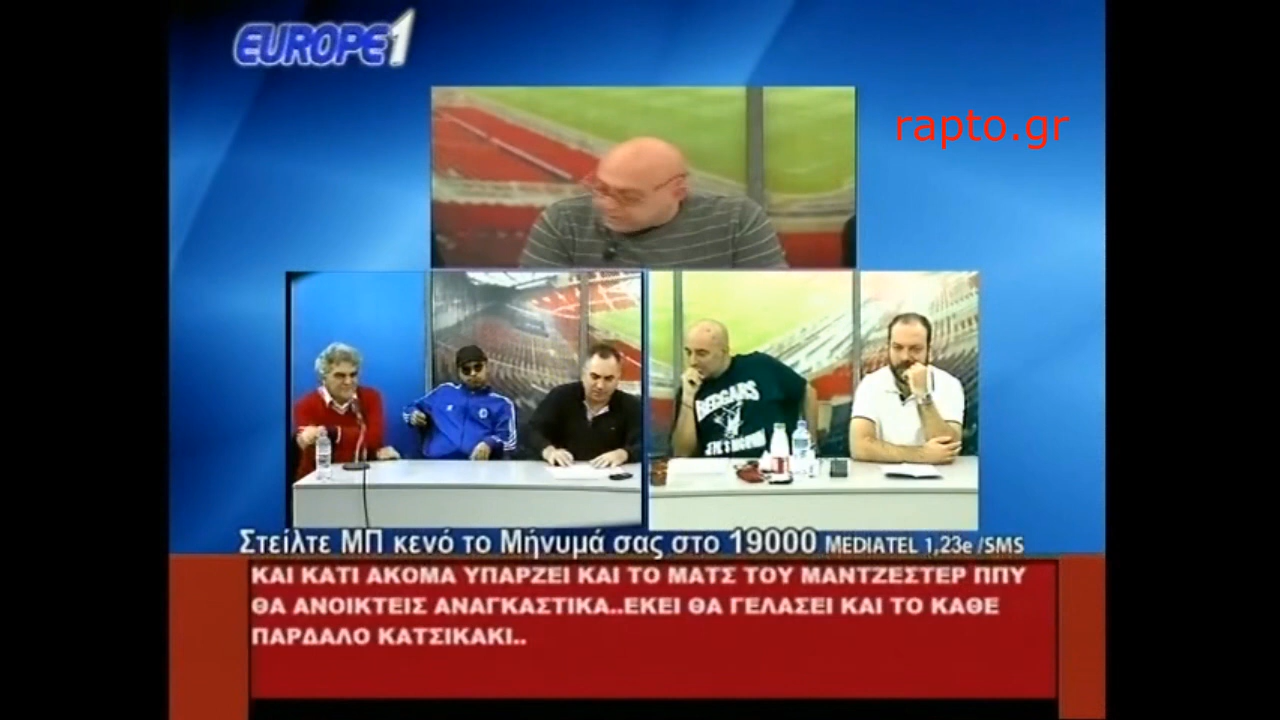 EUROPE1
rapto.gr
BEGGARS
Στείλτε ΜΠ κενό το Μήνυμά σας στο 19000 MEDIATEL 1,23e /SMS
ΚΑΙ ΚΑΤΙ ΑΚΟΜΑ ΥΠΑΡΖΕΙ ΚΑΙ ΤΟ ΜΑΤΣ ΤΟΥ ΜΑΝΤΖΕΣΤΕΡ ΠΠΥ
ΘΑ ΑΝΟΙΚΤΕΙΣ ΑΝΑΓΚΑΣΤΙΚΑ..ΕΚΕΙ ΘΑ ΓΕΛΑΣΕΙ ΚΑΙ ΤΟ ΚΑΘΕ
ΠΑΡΔΑΛΟ ΚΑΤΣΙΚΑΚΙ..